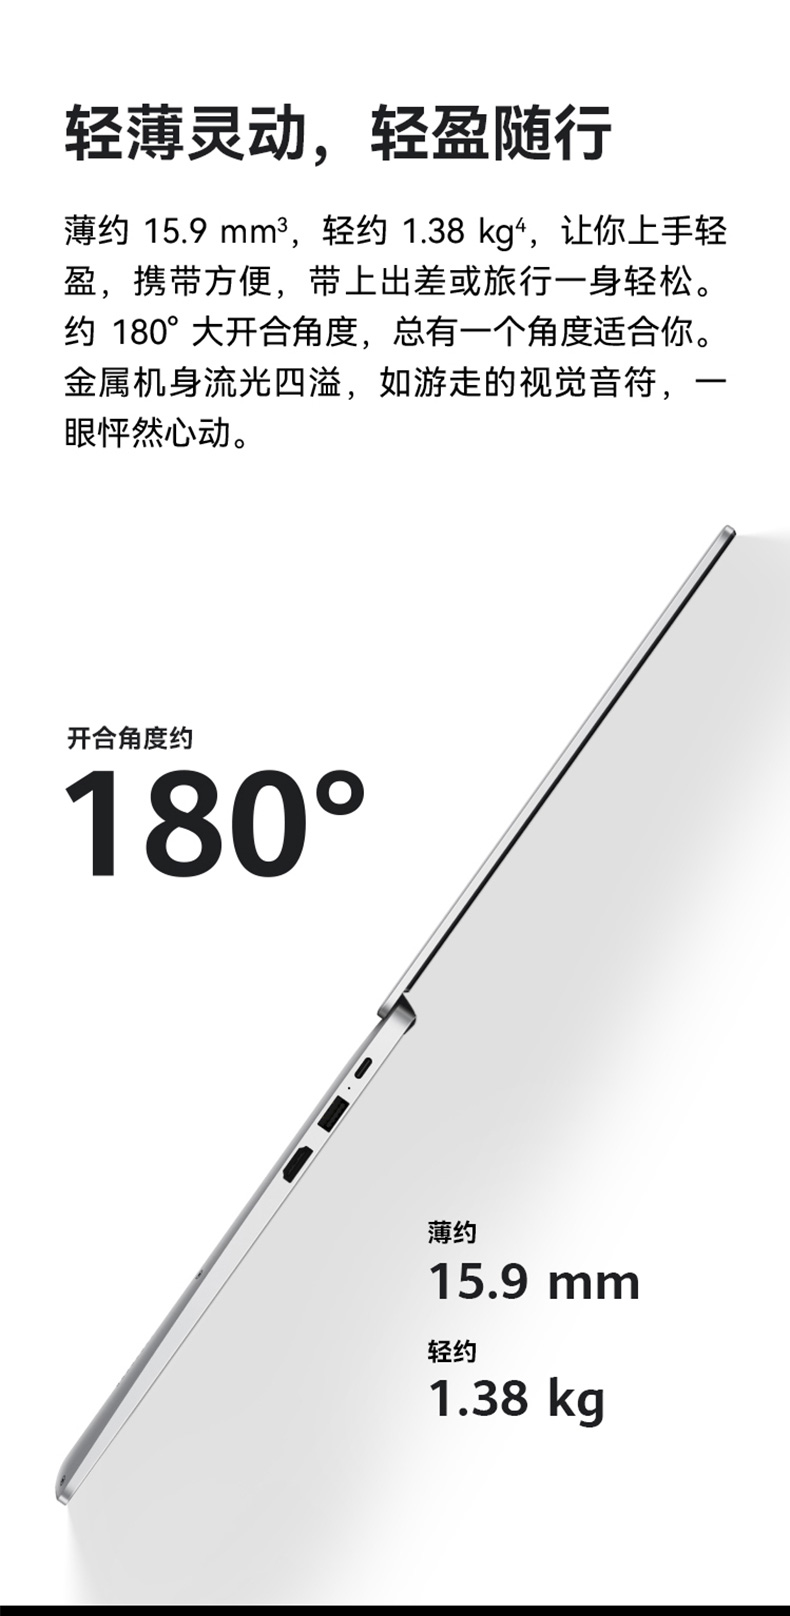 轻薄灵动，轻盈随行
薄约 15.9 mm³，轻约 1.38 kg⁴，让你上手轻
盈，携带方便，带上出差或旅行一身轻松。
约 180° 大开合角度，总有一个角度适合你。
金属机身流光四溢，如游走的视觉音符，一
眼怦然心动。
开合角度约
180°
薄约
15.9 mm
轻约
1.38 kg